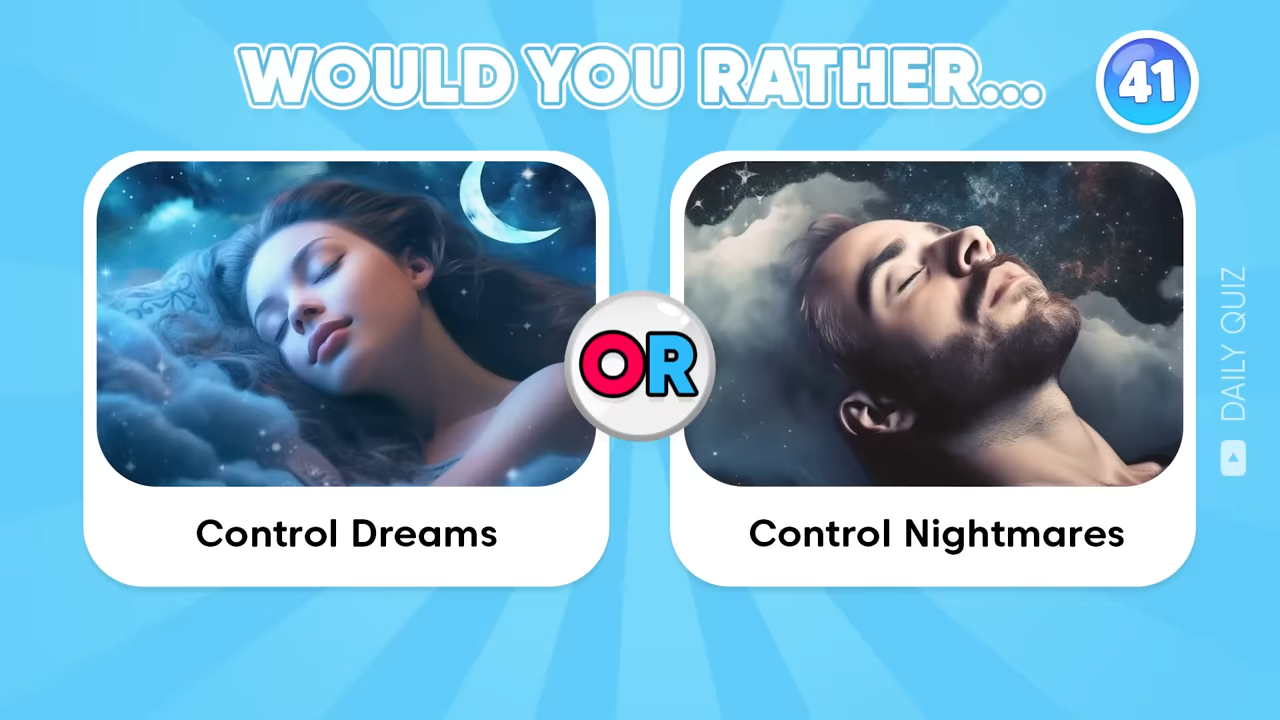 WOULD YOU RATHER...
41
OR
Control Dreams
Control Nightmares
DAILY QUIZ